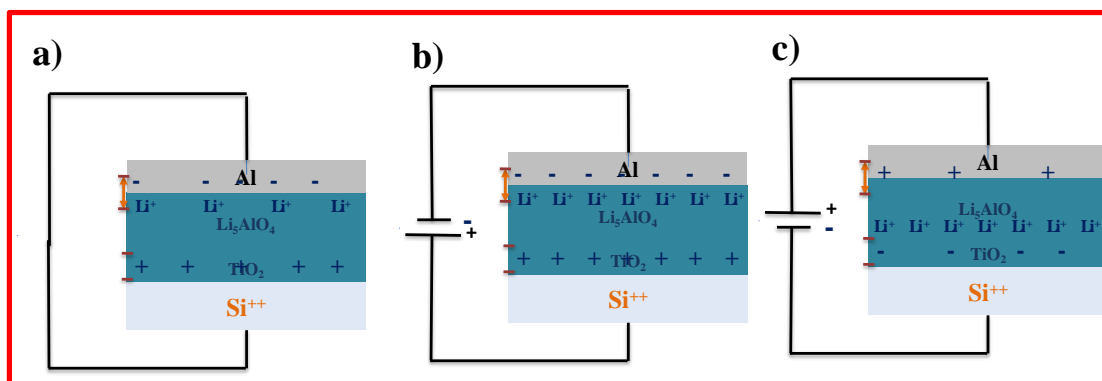 a)
- - - - -
Al
Li⁺ Li⁺ Li⁺ Li⁺
Li₅AlO₄
+ + + + +
TiO₂
Si⁺⁺
b)
- - - - - - -
Al
Li⁺ Li⁺ Li⁺ Li⁺ Li⁺ Li⁺ Li⁺
Li₅AlO₄
-
+
+ + + + + + +
TiO₂
Si⁺⁺
c)
Al
+ + +
+
-
Li₅AlO₄
Li⁺ Li⁺ Li⁺ Li⁺ Li⁺ Li⁺ Li⁺
- - - -
TiO₂
Si⁺⁺